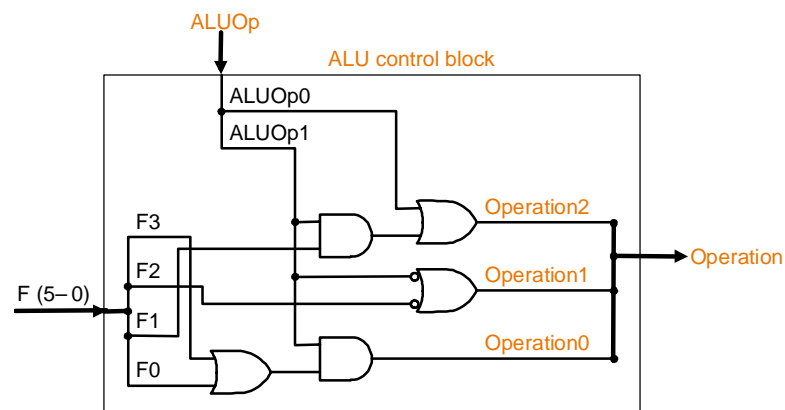 ALUOp
ALU control block
ALUOp0
ALUOp1
F3
Operation2
F2
Operation1
Operation
F (5– 0)
F1
Operation0
F0